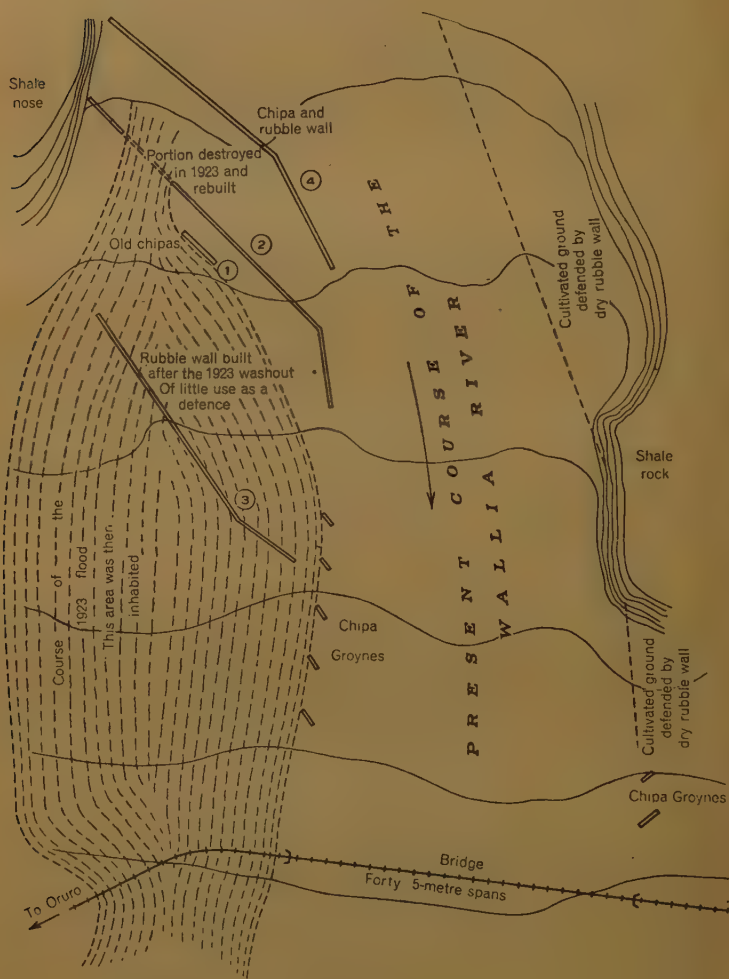 Shale
nose
Chipa and
rubble wall
Portion destroyed
in 1923 and
rebuilt
④
②
Old chipas
①
THE
PRESENT COURSE OF
WALLIA RIVER
Cultivated ground
defended by
dry rubble wall
Rubble wall built
after the 1923 washout
Of little use as a
defence
③
Shale
rock
Course of the
1923 flood
This area was then
inhabited
Chipa
Groynes
Cultivated ground
defended by
dry rubble wall
Chipa Groynes
Bridge
Forty 5-metre spans
To Oruro